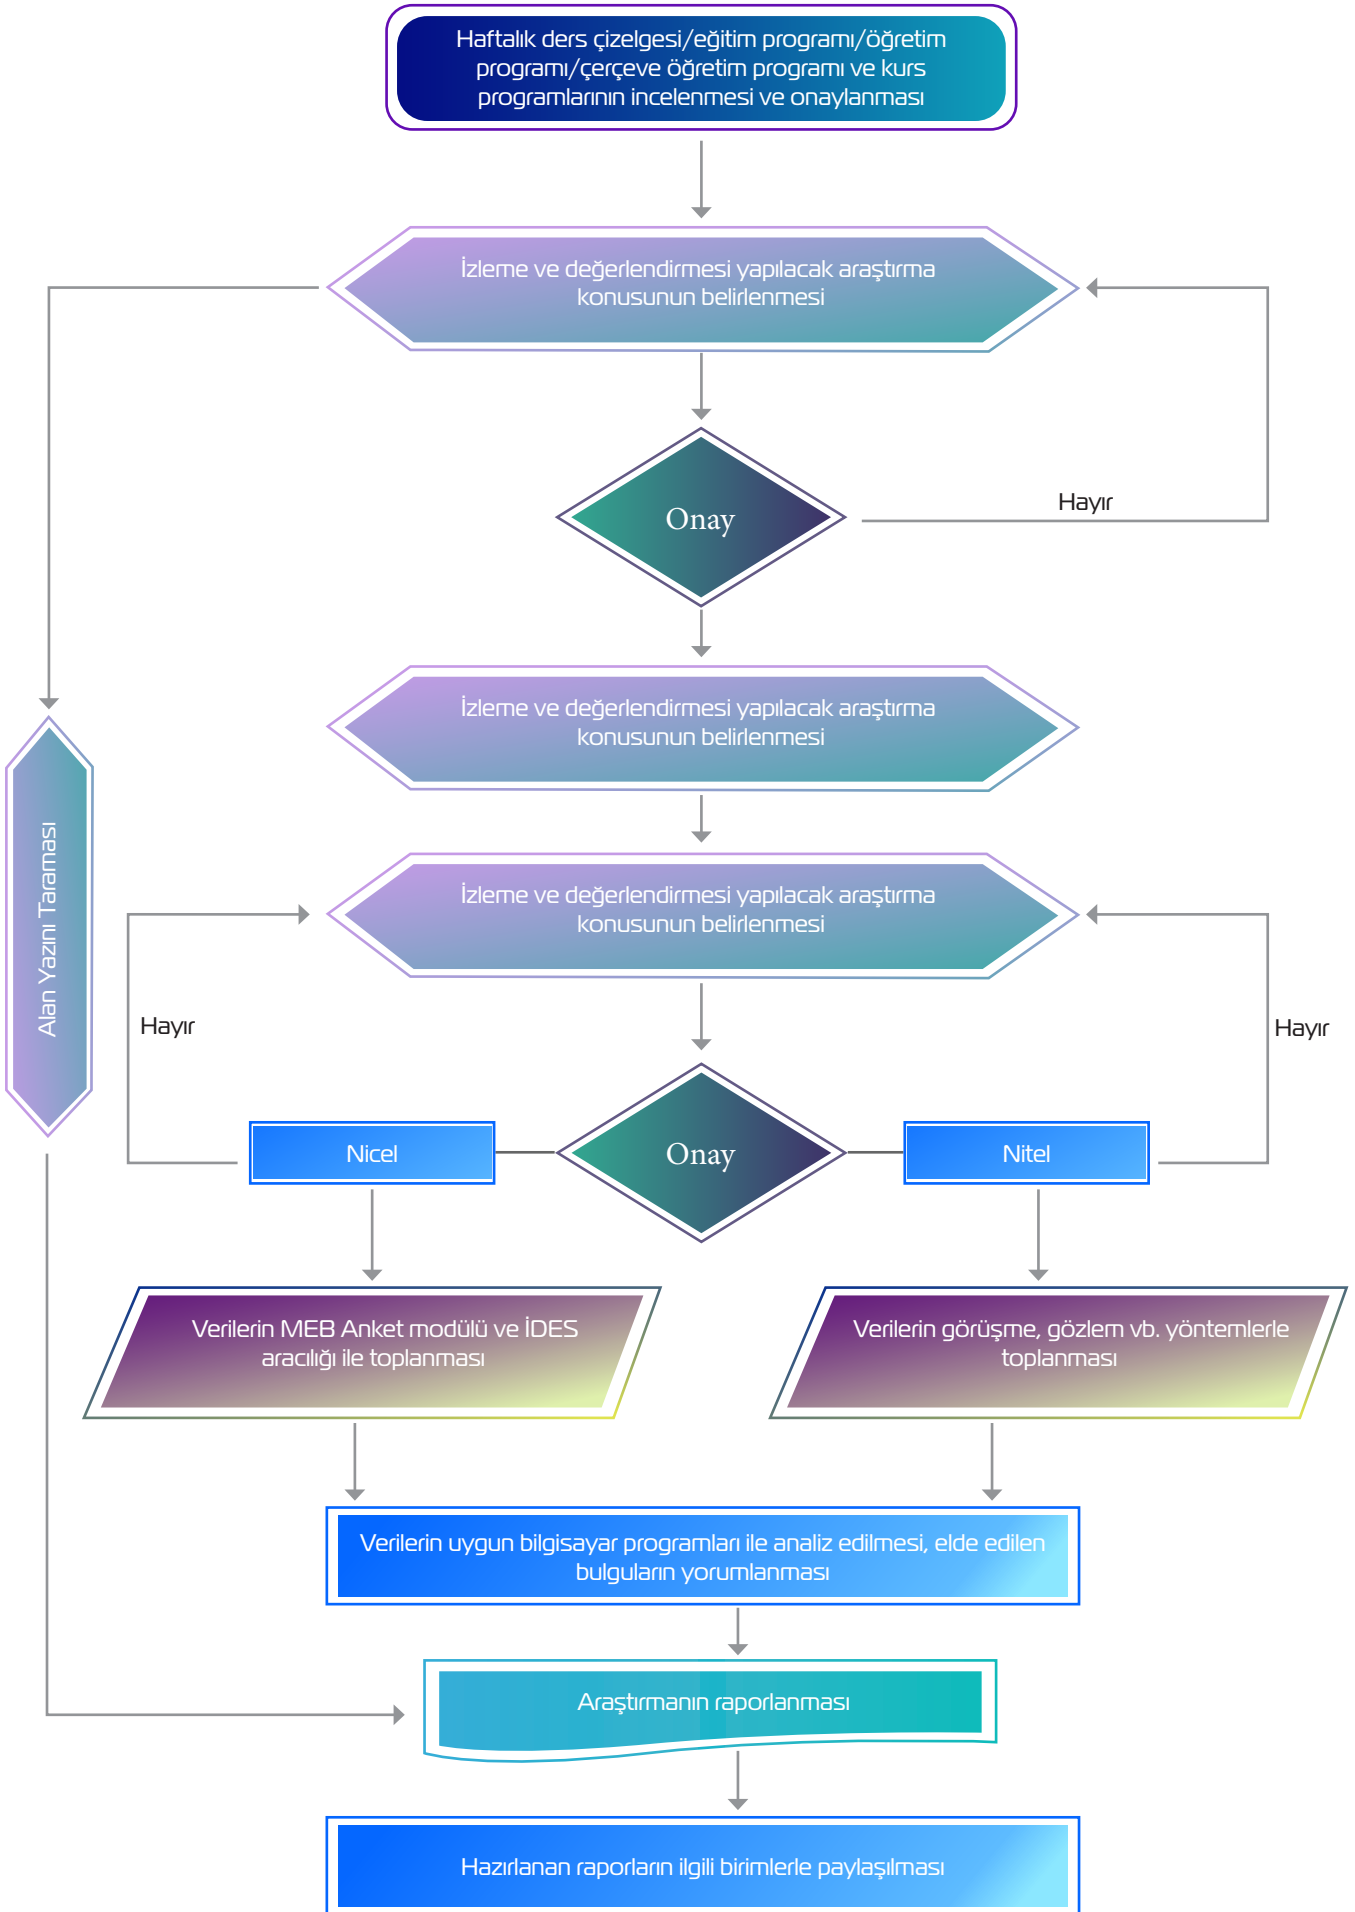 Haftalık ders çizelgesi/eğitim programı/öğretim
programı/çerçeve öğretim programı ve kurs
programlarının incelenmesi ve onaylanması
İzleme ve değerlendirmesi yapılacak araştırma
konusunun belirlenmesi
Onay
Hayır
İzleme ve değerlendirmesi yapılacak araştırma
konusunun belirlenmesi
Alan Yazını Taraması
İzleme ve değerlendirmesi yapılacak araştırma
konusunun belirlenmesi
Hayır
Hayır
Nicel
Onay
Nitel
Verilerin MEB Anket modülü ve İDES
aracılığı ile toplanması
Verilerin görüşme, gözlem vb. yöntemlerle
toplanması
Verilerin uygun bilgisayar programları ile analiz edilmesi, elde edilen
bulguların yorumlanması
Araştırmanın raporlanması
Hazırlanan raporların ilgili birimlerle paylaşılması